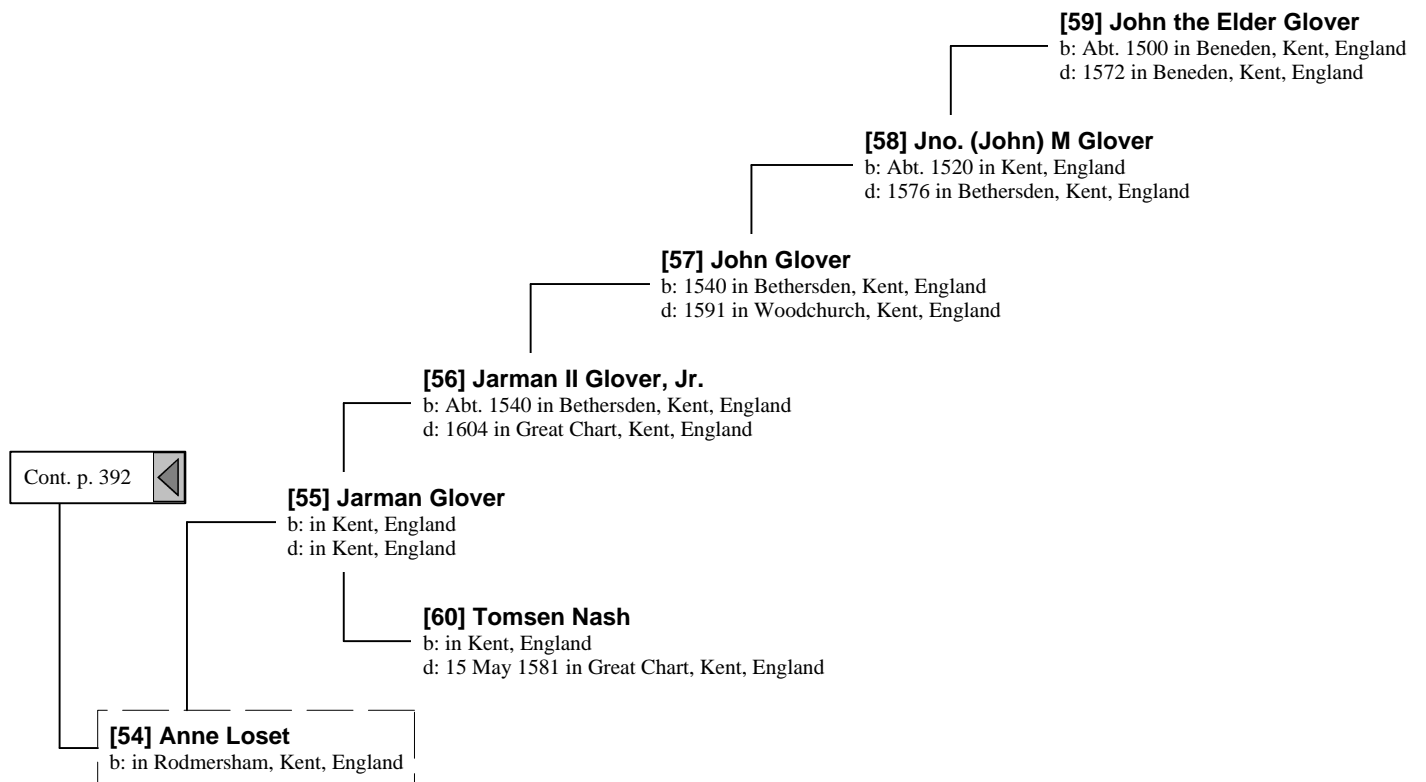 [59] John the Elder Glover
b: Abt. 1500 in Beneden, Kent, England
d: 1572 in Beneden, Kent, England
[58] Jno. (John) M Glover
b: Abt. 1520 in Kent, England
d: 1576 in Bethersden, Kent, England
[57] John Glover
b: 1540 in Bethersden, Kent, England
d: 1591 in Woodchurch, Kent, England
[56] Jarman II Glover, Jr.
b: Abt. 1540 in Bethersden, Kent, England
d: 1604 in Great Chart, Kent, England
Cont. p. 392
[55] Jarman Glover
b: in Kent, England
d: in Kent, England
[60] Tomsen Nash
b: in Kent, England
d: 15 May 1581 in Great Chart, Kent, England
[54] Anne Loset
b: in Rodmersham, Kent, England